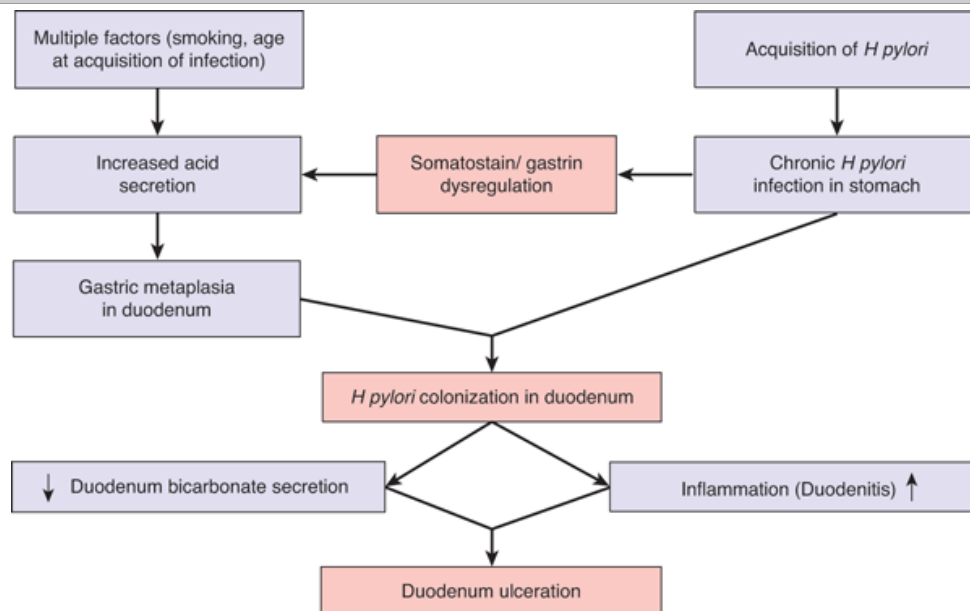 Multiple factors (smoking, age
at acquisition of infection)
Acquisition of H pylori
Increased acid
secretion
Somatostain/ gastrin
dysregulation
Chronic H pylori
infection in stomach
Gastric metaplasia
in duodenum
H pylori colonization in duodenum
↓ Duodenum bicarbonate secretion
Inflammation (Duodenitis) ↑
Duodenum ulceration